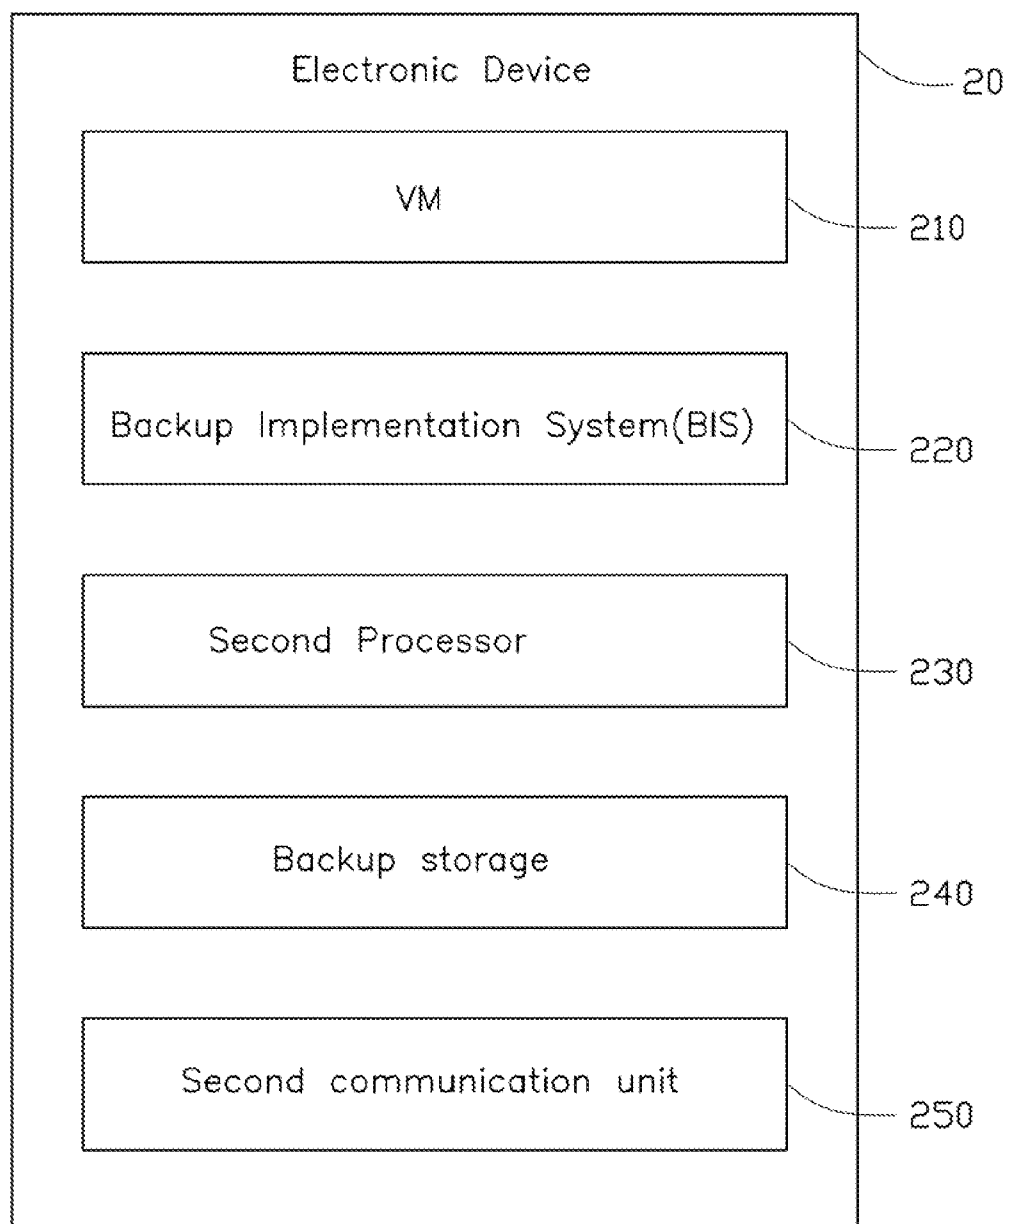 Electronic Device
20
VM
210
Backup Implementation System(BIS)
220
Second Processor
230
Backup storage
240
Second communication unit
250